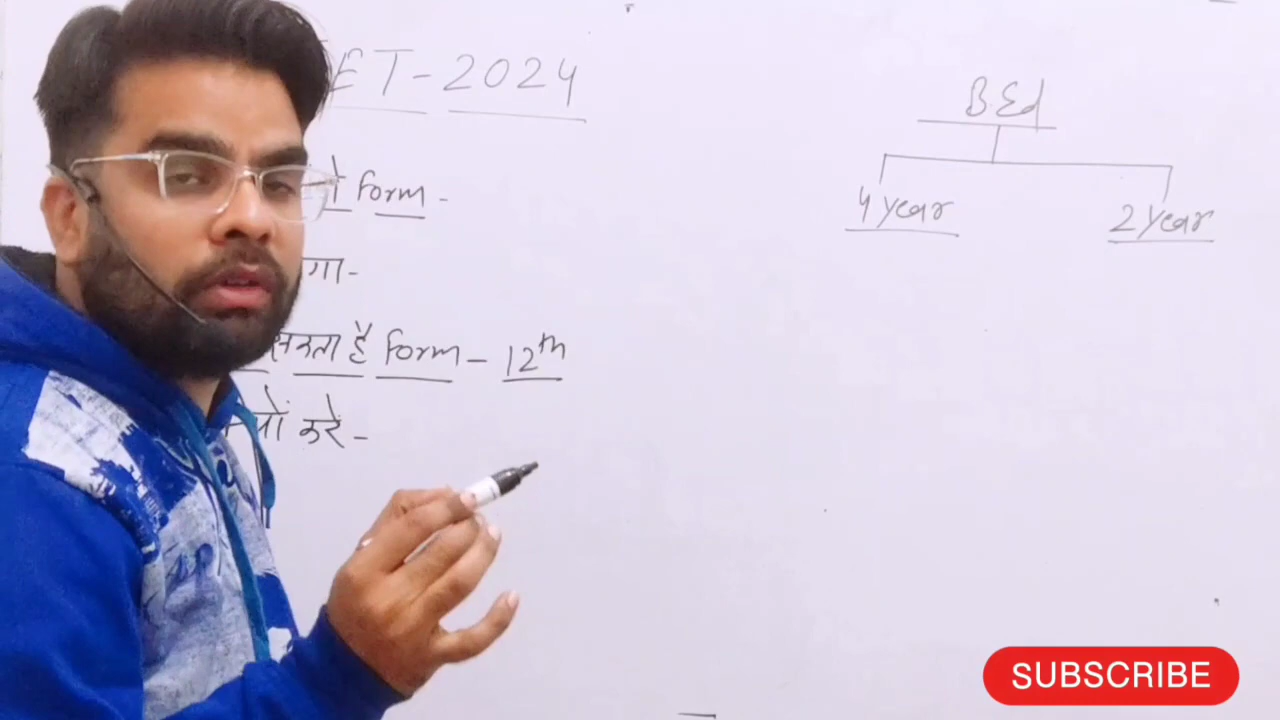 ET-2024
form-
गा-
सकता है form- 12th
करे-
B.Ed
4 year
2 year
SUBSCRIBE